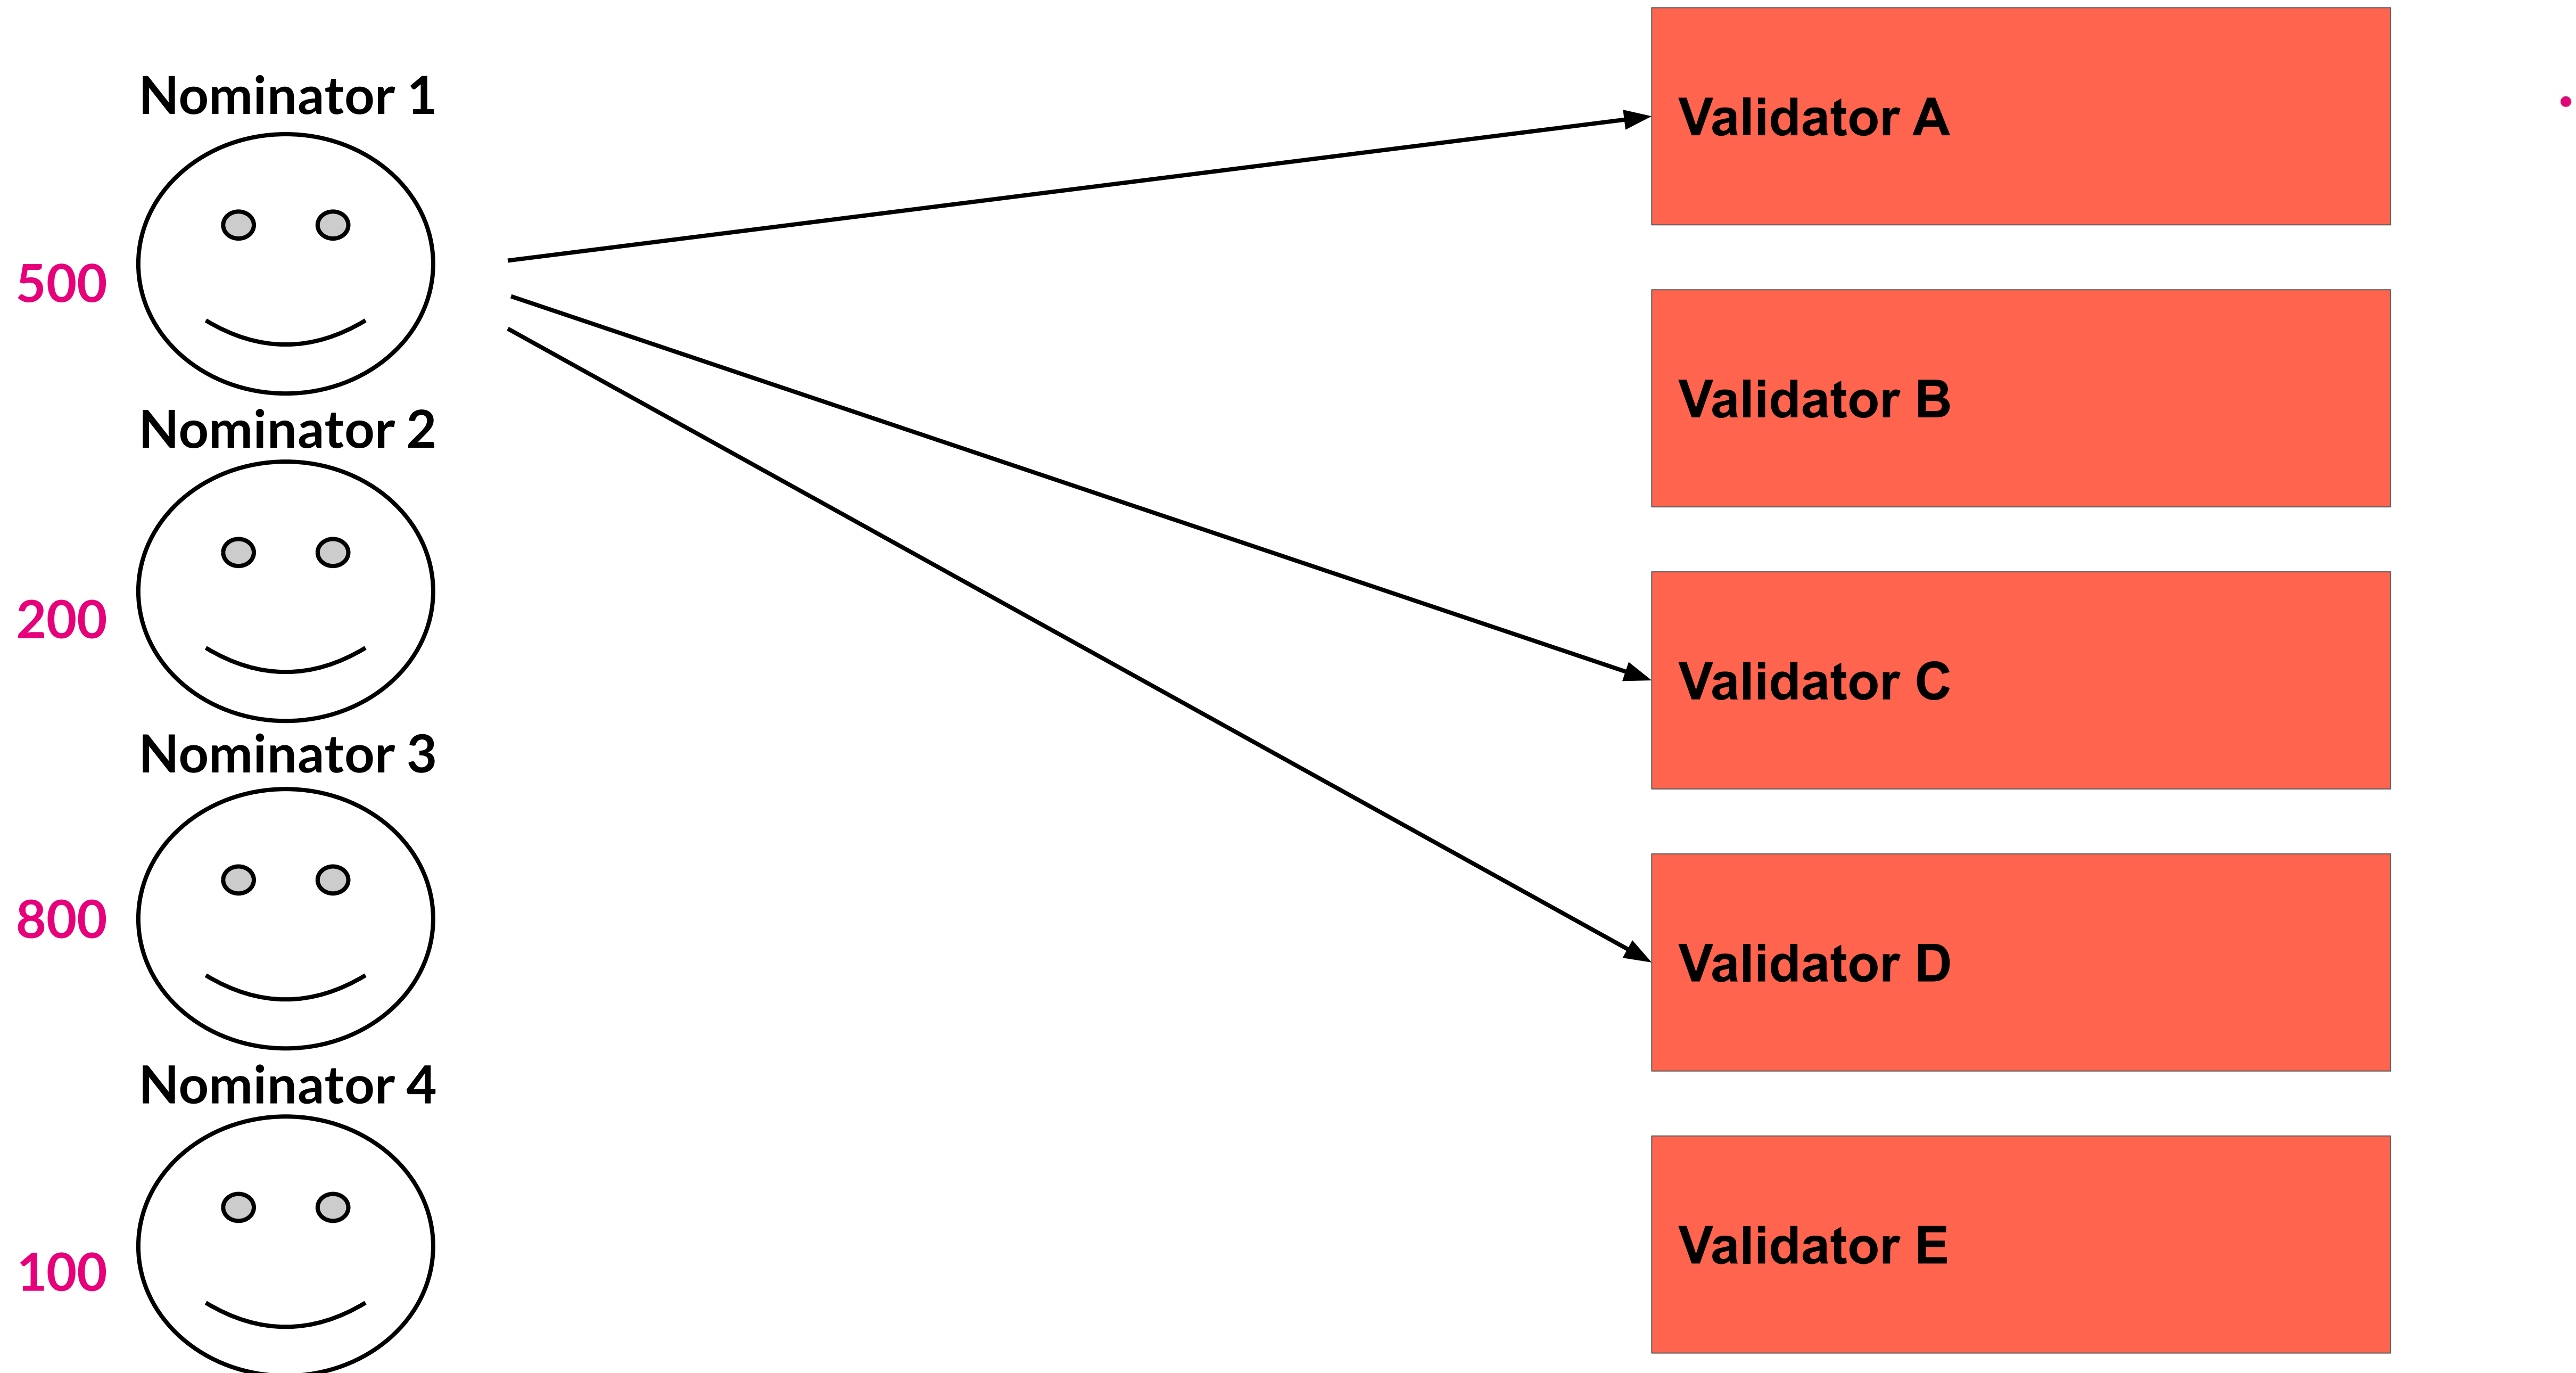 Nominator 1
500
Nominator 2
200
Nominator 3
800
Nominator 4
100
Validator A
Validator B
Validator C
Validator D
Validator E